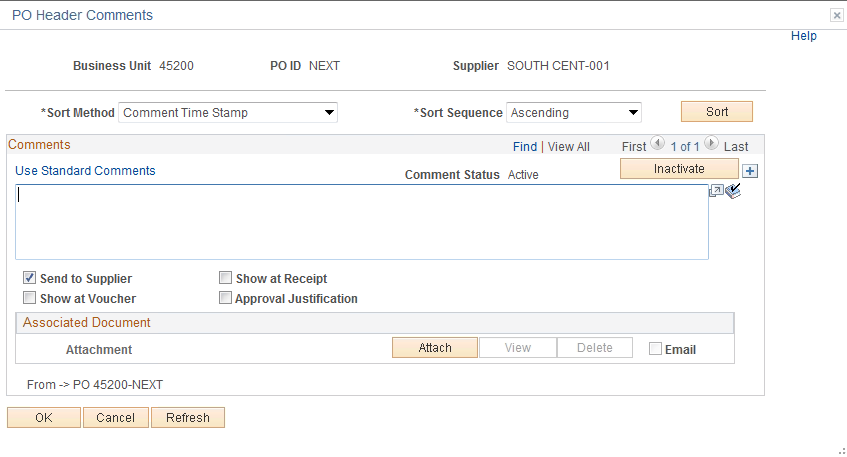 PO Header Comments
Help
Business Unit 45200 PO ID NEXT Supplier SOUTH CENT-001
*Sort Method Comment Time Stamp *Sort Sequence Ascending Sort
Comments Find | View All First 1 of 1 Last
Use Standard Comments Comment Status Active Inactivate
Send to Supplier Show at Receipt
Show at Voucher Approval Justification
Associated Document
Attachment Attach View Delete Email
From -> PO 45200-NEXT
OK Cancel Refresh